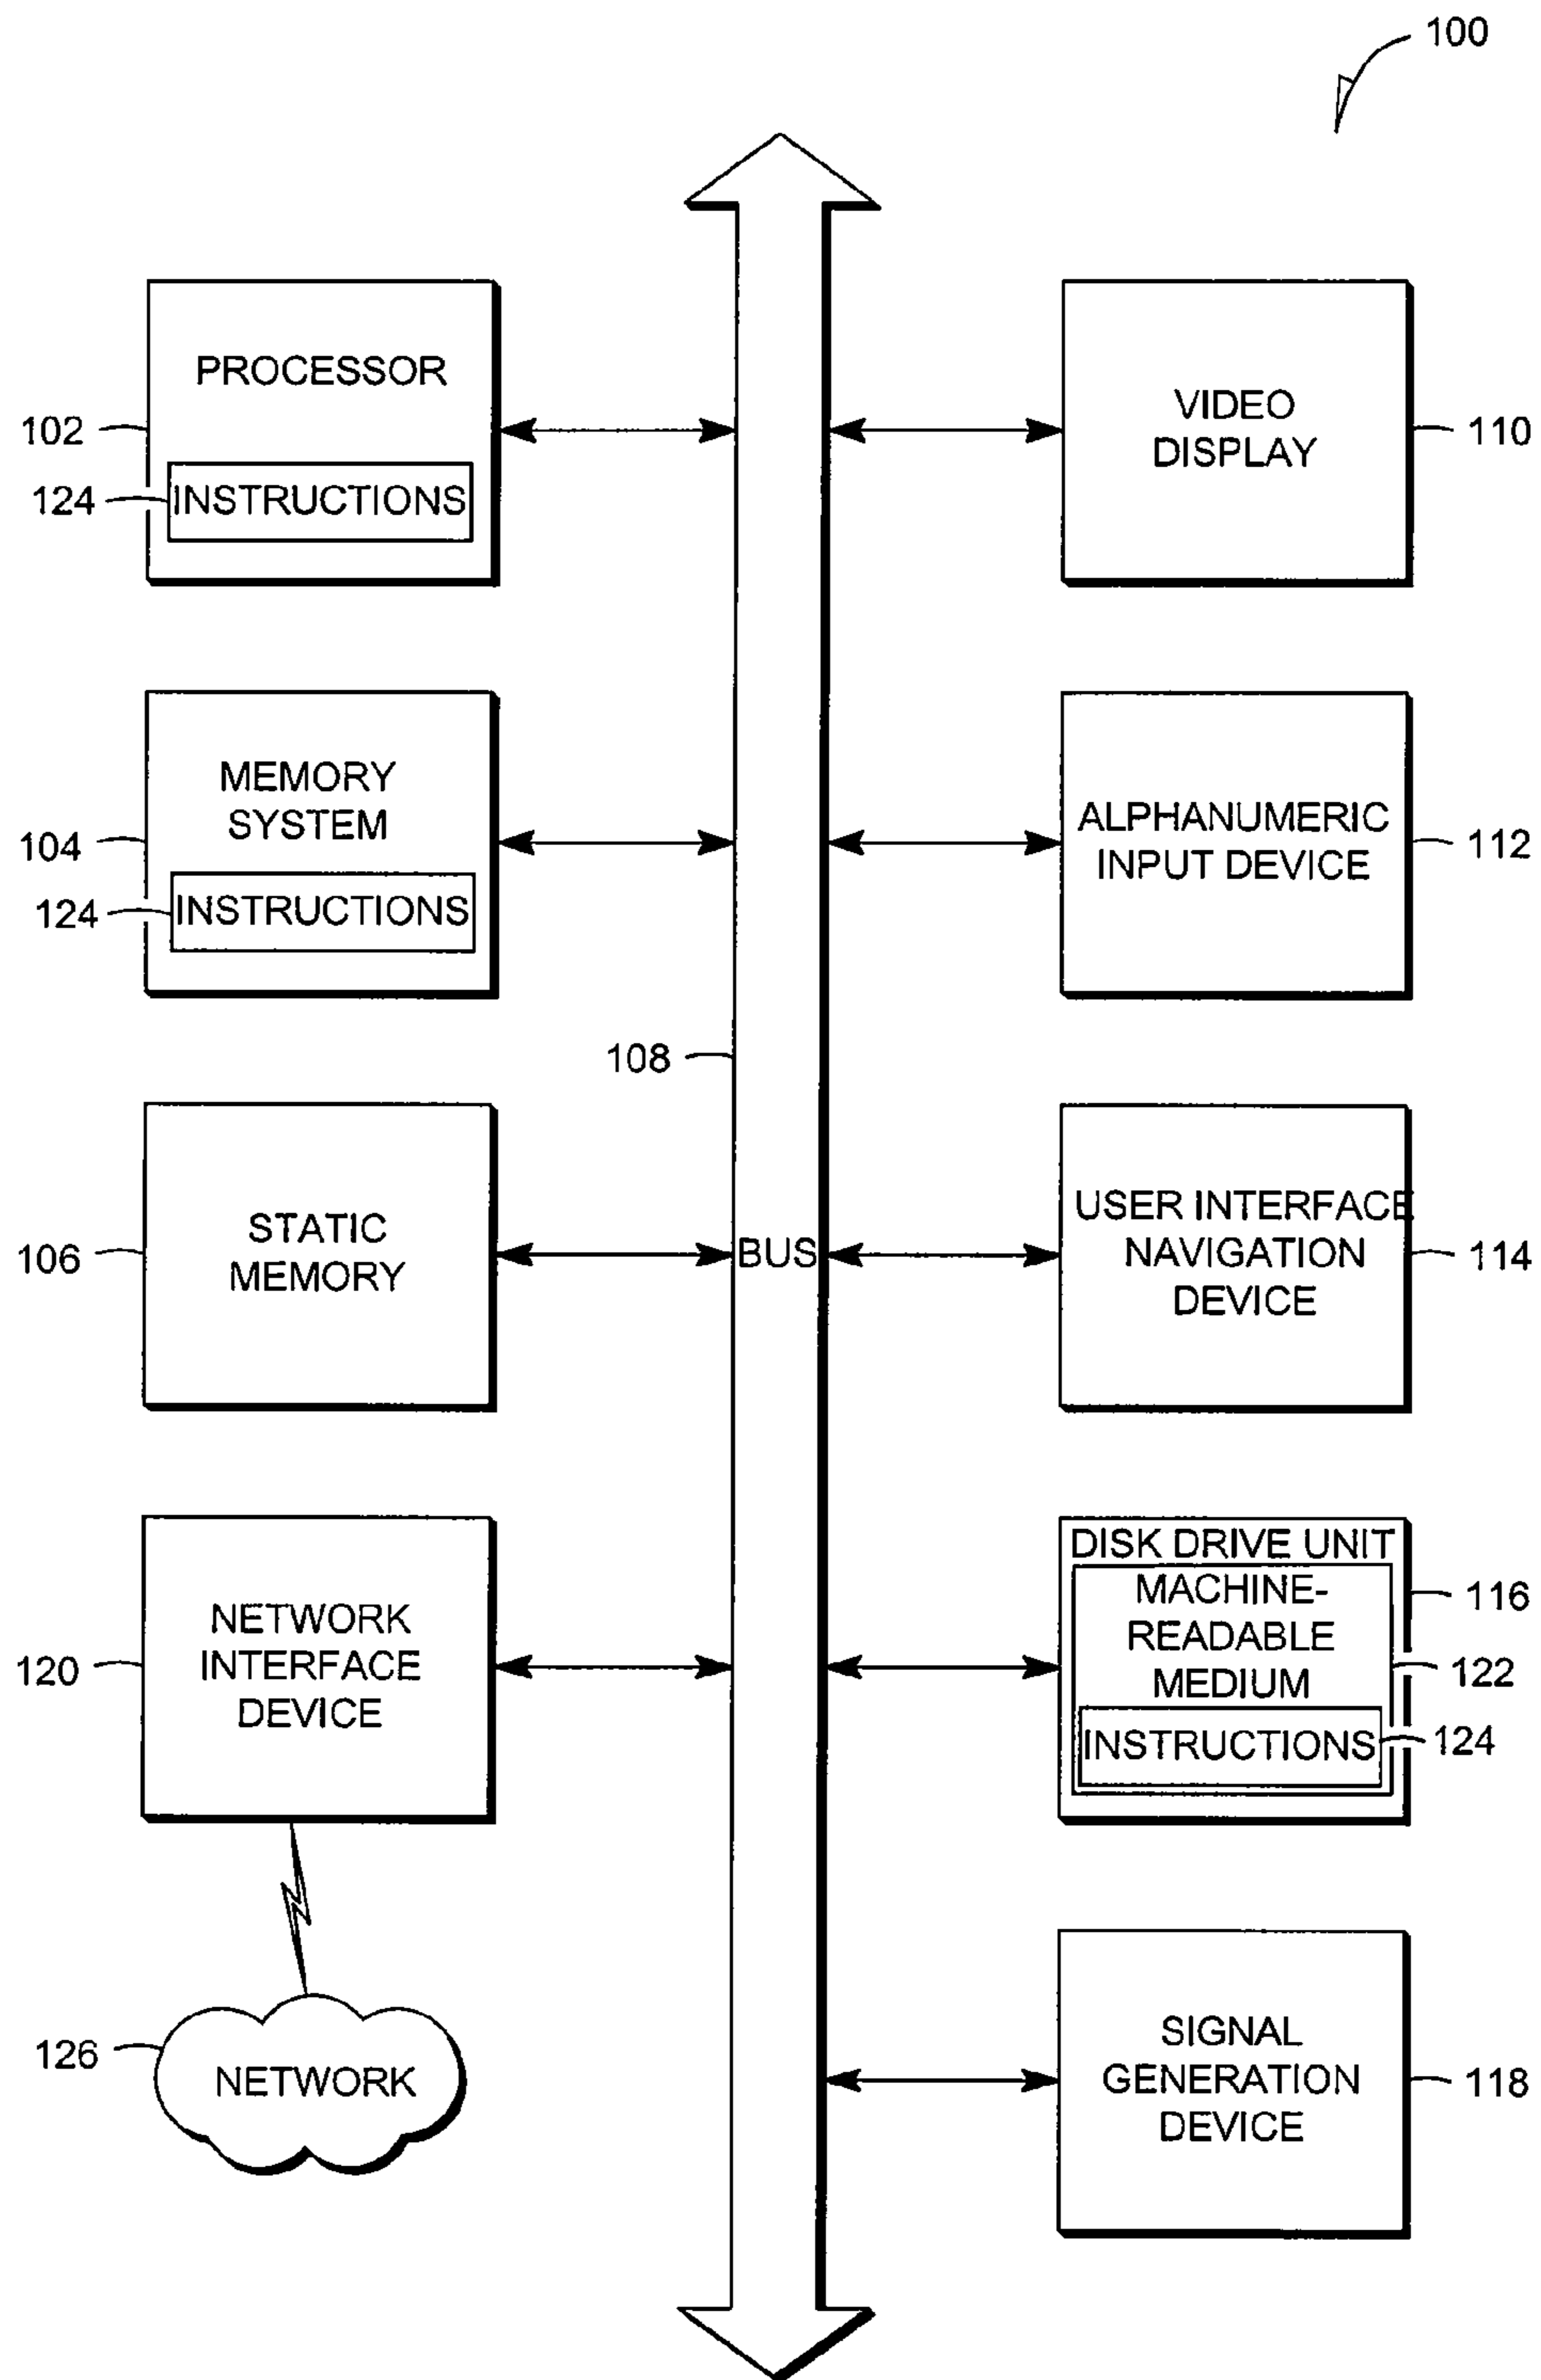 100
PROCESSOR
102
124
INSTRUCTIONS
VIDEO
DISPLAY
110
MEMORY
SYSTEM
104
124
INSTRUCTIONS
ALPHANUMERIC
INPUT DEVICE
112
108
BUS
STATIC
MEMORY
106
USER INTERFACE
NAVIGATION
DEVICE
114
NETWORK
INTERFACE
DEVICE
120
DISK DRIVE UNIT
MACHINE-
READABLE
MEDIUM
INSTRUCTIONS
116
122
124
126
NETWORK
SIGNAL
GENERATION
DEVICE
118